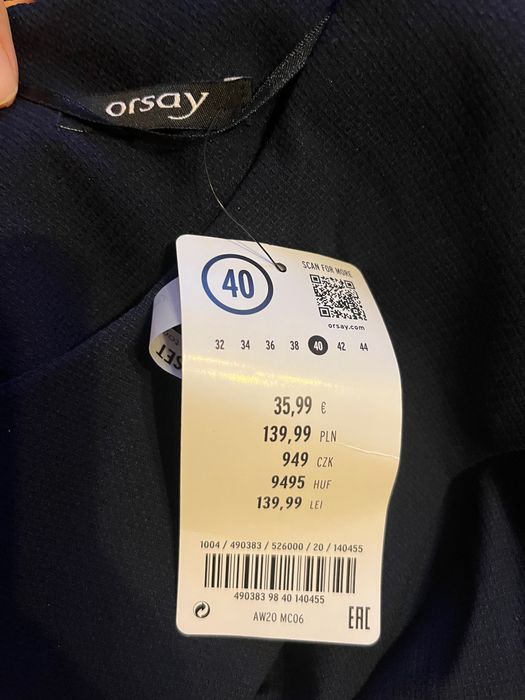 orsay
40
SCAN FOR MORE
orsay.com
32 34 36 38 40 42 44
SET
35,99 €
139,99 PLN
949 CZK
9495 HUF
139,99 LEI
1004 / 490383 / 526000 / 20 / 140455
490383 98 40 140455
AW20 MC06
EAC